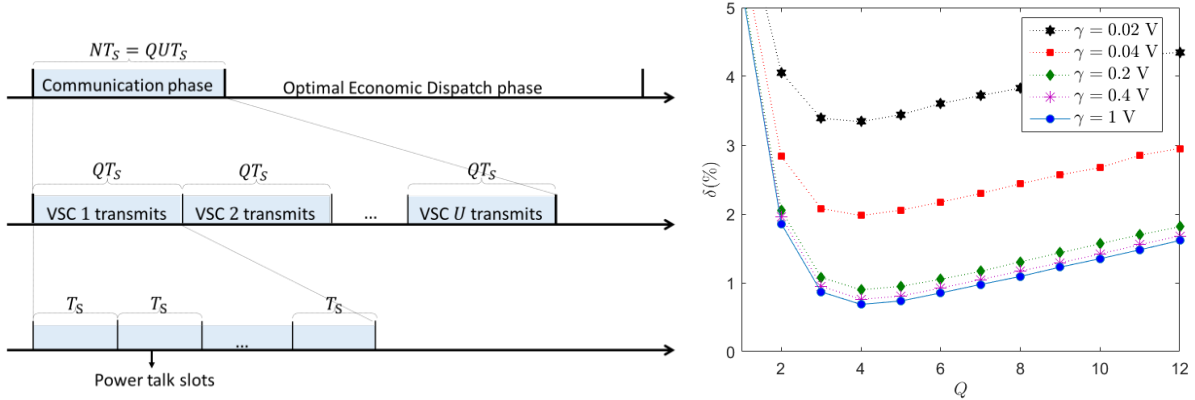 NT_S = QUT_S
Communication phase
Optimal Economic Dispatch phase
QT_S QT_S QT_S
VSC 1 transmits VSC 2 transmits ... VSC U transmits
T_S T_S T_S
...
Power talk slots
5
4
3
2
1
0
δ(%)
2 4 6 8 10 12
Q
γ = 0.02 V
γ = 0.04 V
γ = 0.2 V
γ = 0.4 V
γ = 1 V